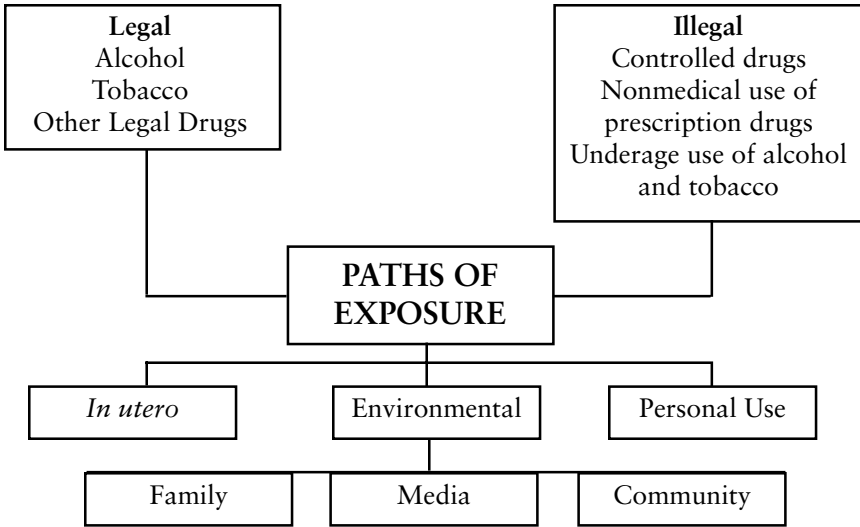 Legal
Alcohol
Tobacco
Other Legal Drugs
Illegal
Controlled drugs
Nonmedical use of
prescription drugs
Underage use of alcohol
and tobacco
PATHS OF
EXPOSURE
In utero
Environmental
Personal Use
Family
Media
Community